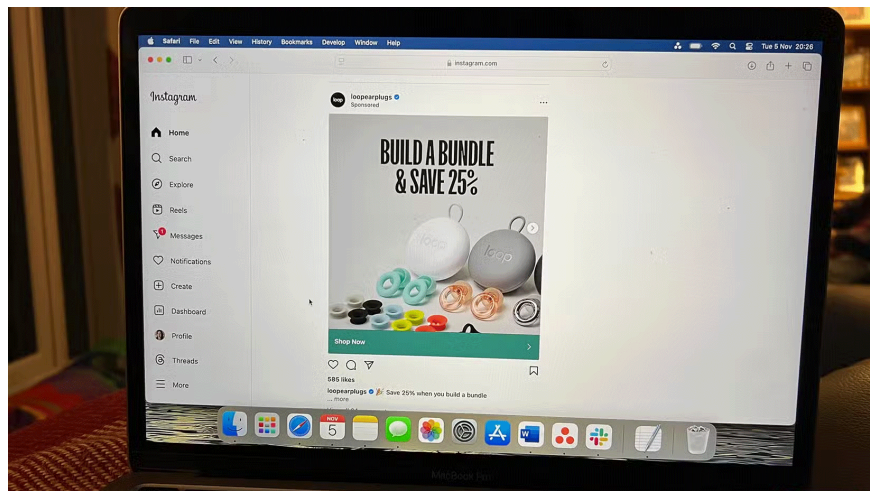 Safari File Edit View History Bookmarks Develop Window Help
Tue 5 Nov 20:26
instagram.com
Instagram
Home
Search
Explore
Reels
1
Messages
Notifications
Create
Dashboard
Profile
Threads
More
loop
loopearplugs
Sponsored
BUILD A BUNDLE
& SAVE 25%
loop
loop
Shop Now
585 likes
loopearplugs 🎉 Save 25% when you build a bundle
... more
NOV
5
W
MacBook Pro